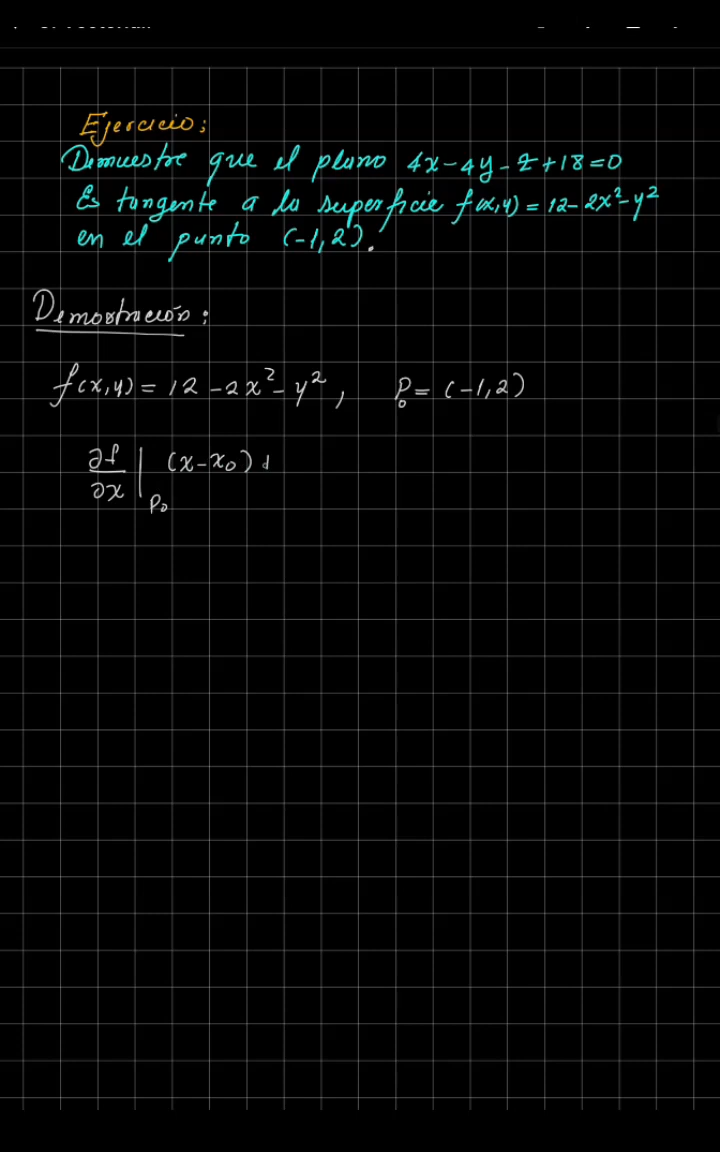 Ejercicio:
Demuestre que el plano 4x-4y-z+18=0
Es tangente a la superficie f(x,y) = 12-2x²-y²
en el punto (-1,2).
Demostración:
f(x,y) = 12-2x²-y², P₀ = (-1,2)
∂f/∂x |P₀ (x-x₀)